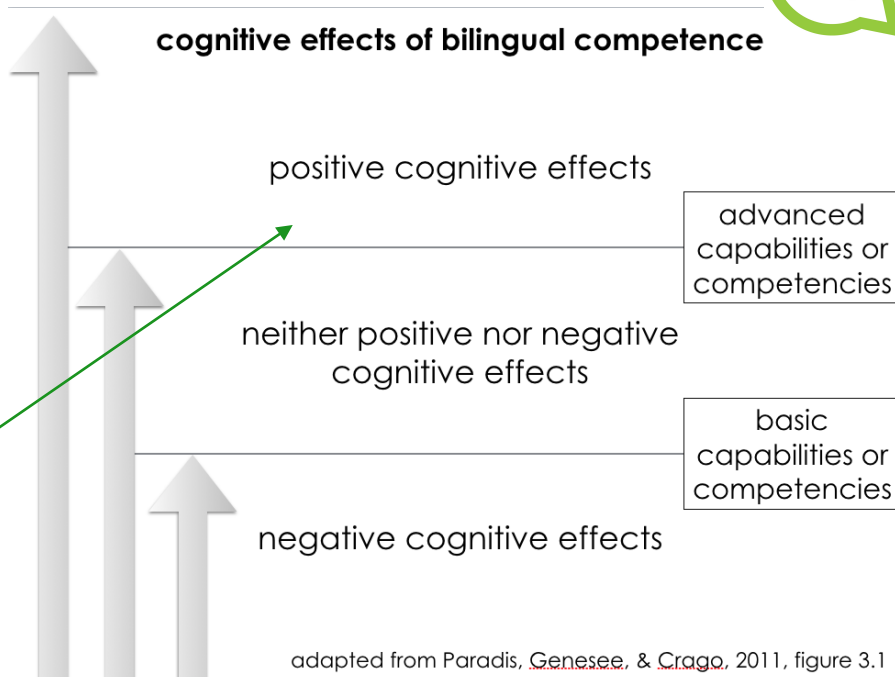 cognitive effects of bilingual competence
positive cognitive effects
advanced
capabilities or
competencies
neither positive nor negative
cognitive effects
basic
capabilities or
competencies
negative cognitive effects
adapted from Paradis, Genesee, & Crago, 2011, figure 3.1